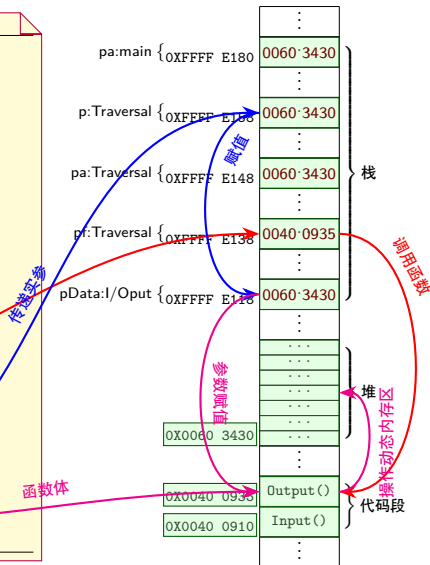 ⋮
pa:main { 0XFFFF E180 0060 3430
⋮
p:Traversal { 0XFFFF E158 0060 3430
⋮
赋值
pa:Traversal { 0XFFFF E148 0060 3430
栈
⋮
pf:Traversal { 0XFFFF E138 0040 0935
调用函数
⋮
传递实参
pData:I/Oput { 0XFFFF E118 0060 3430
⋮
...
...
...
参数赋值
...
堆
...
...
操作动态内存区
0X0060 3430 ...
⋮
函数体
0X0040 0935 Output()
代码段
0X0040 0910 Input()
⋮